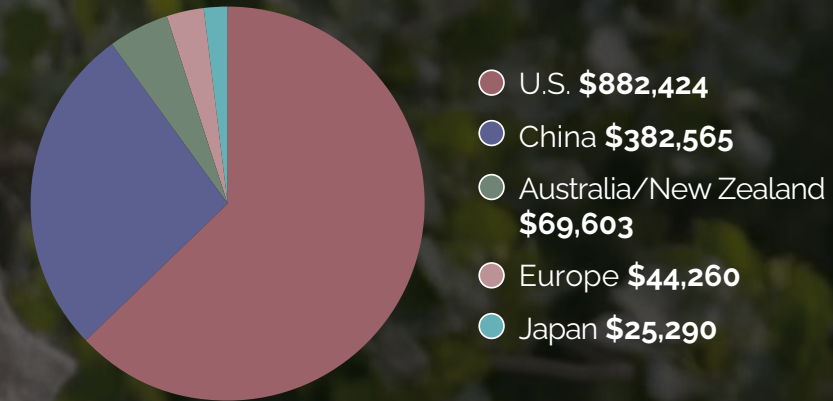 U.S. $882,424
China $382,565
Australia/New Zealand
$69,603
Europe $44,260
Japan $25,290